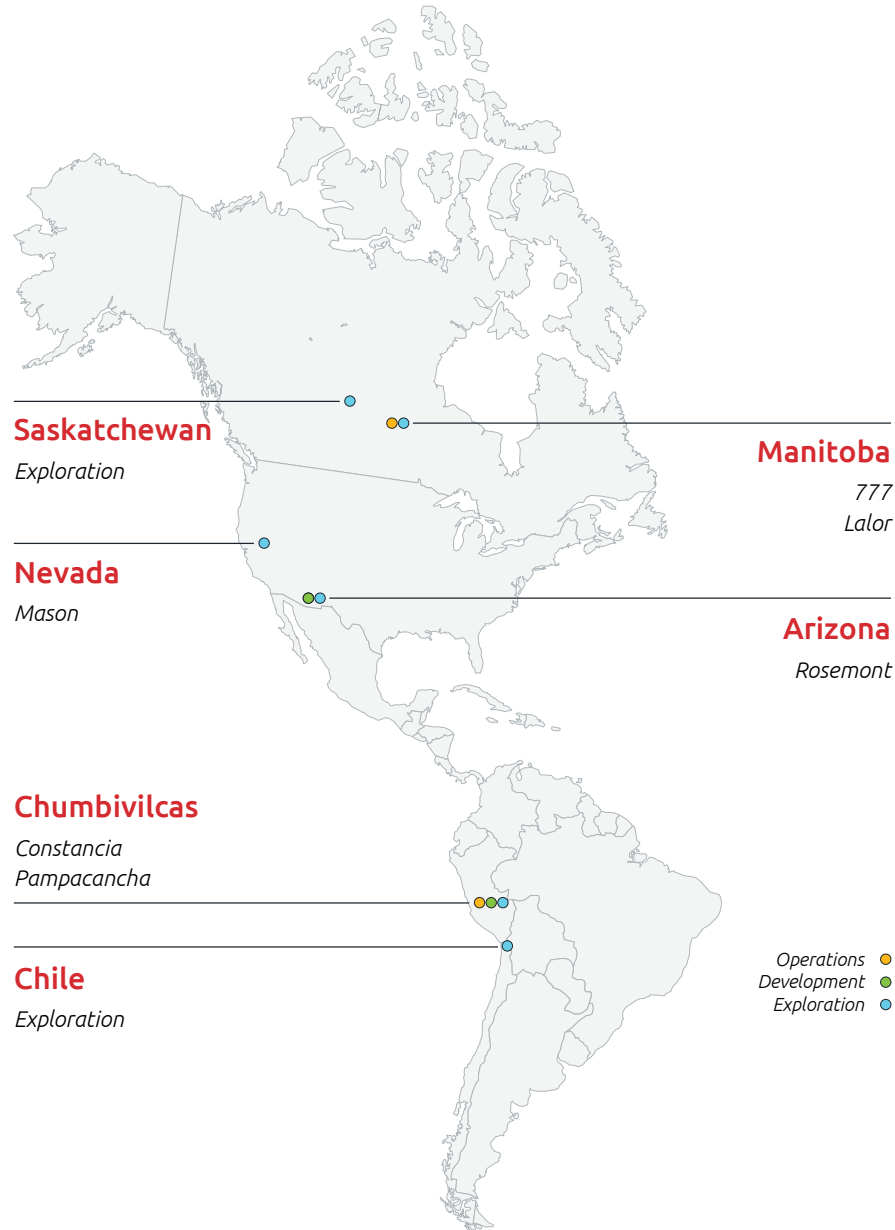 Saskatchewan
Exploration
Manitoba
777
Lalor
Nevada
Mason
Arizona
Rosemont
Chumbivilcas
Constancia
Pampacancha
Chile
Exploration
Operations
Development
Exploration